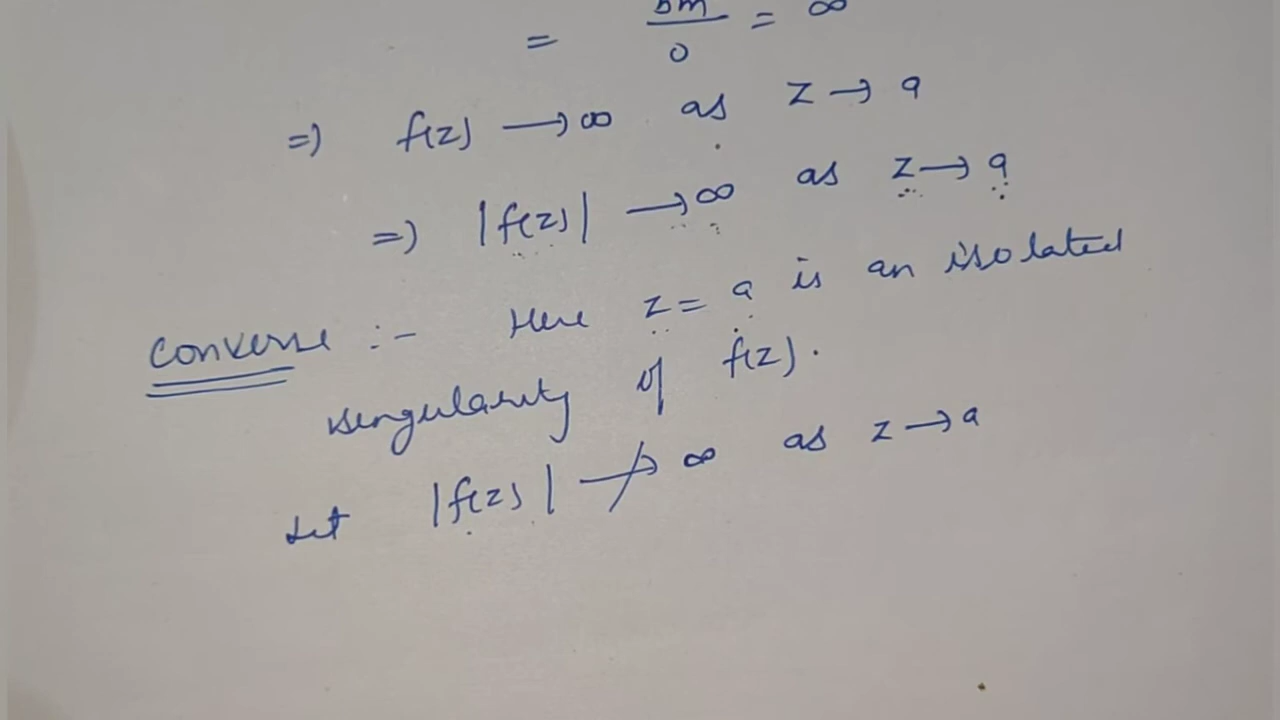 = bm/0 = ∞
=) f(z) ⟶ ∞ as z → a
=) |f(z)| ⟶ ∞ as z → a
Converse :- Here z = a is an isolated
singularity of f(z).
Let |f(z)| ↛ ∞ as z → a